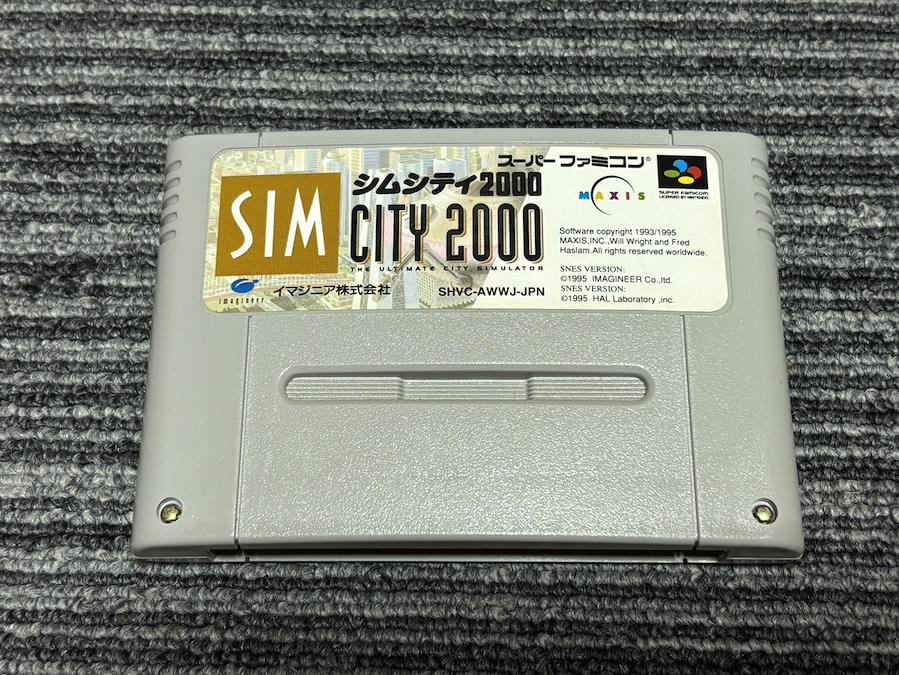 スーパー ファミコン®
シムシティ2000
SIM
CITY 2000
THE ULTIMATE CITY SIMULATOR
imagineer
イマジニア株式会社
SHVC-AWWJ-JPN
MAXIS
SUPER FAMICOM
LICENSED BY NINTENDO
Software copyright 1993/1995
MAXIS,INC.,Will Wright and Fred
Haslam.All rights reserved worldwide.
SNES VERSION:
©1995 IMAGINEER Co.,ltd.
SNES VERSION:
©1995 HAL Laboratory ,inc.